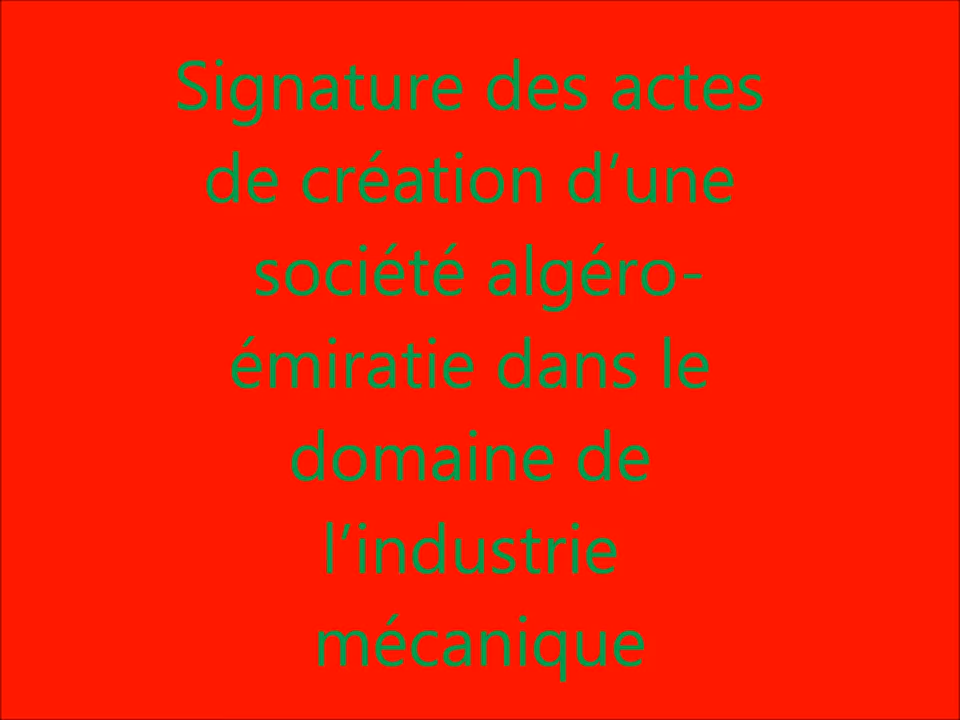 Signature des actes
de création d’une
société algéro-
émiratie dans le
domaine de
l’industrie
mécanique